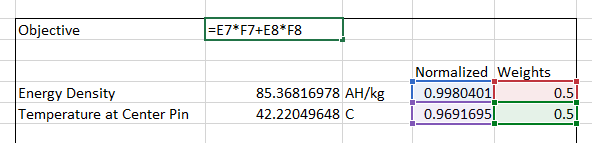 Objective =E7*F7+E8*F8
Normalized Weights
Energy Density 85.36816978 AH/kg 0.9980401 0.5
Temperature at Center Pin 42.22049648 C 0.9691695 0.5